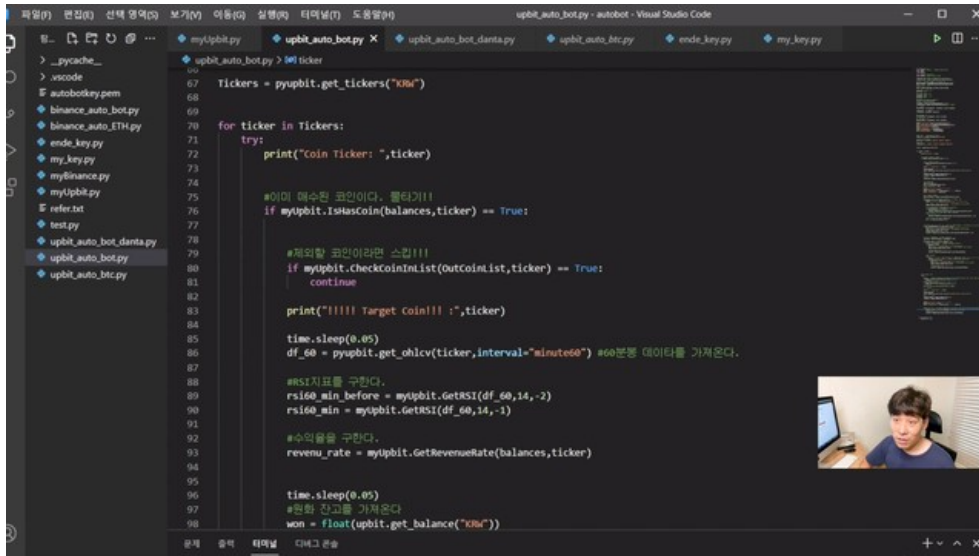 파일(F) 편집(E) 선택 영역(S) 보기(V) 이동(G) 실행(R) 터미널(T) 도움말(H) upbit_auto_bot.py - autobot - Visual Studio Code
myUpbit.py upbit_auto_bot.py upbit_auto_bot_danta.py upbit_auto_btc.py ende_key.py my_key.py
upbit_auto_bot.py > ticker
__pycache__
.vscode
autobotkey.pem
binance_auto_bot.py
binance_auto_ETH.py
ende_key.py
my_key.py
myBinance.py
myUpbit.py
refer.txt
test.py
upbit_auto_bot_danta.py
upbit_auto_bot.py
upbit_auto_btc.py
66
67 Tickers = pyupbit.get_tickers("KRW")
68
69
70 for ticker in Tickers:
71 try:
72 print("Coin Ticker: ",ticker)
73
74
75 #이미 매수된 코인이다. 물타기!!
76 if myUpbit.IsHasCoin(balances,ticker) == True:
77
78
79 #제외할 코인이라면 스킵!!!
80 if myUpbit.CheckCoinInList(OutCoinList,ticker) == True:
81 continue
82
83 print("!!!!! Target Coin!!! :",ticker)
84
85 time.sleep(0.05)
86 df_60 = pyupbit.get_ohlcv(ticker,interval="minute60") #60분봉 데이타를 가져온다.
87
88 #RSI지표를 구한다.
89 rsi60_min_before = myUpbit.GetRSI(df_60,14,-2)
90 rsi60_min = myUpbit.GetRSI(df_60,14,-1)
91
92 #수익율을 구한다.
93 revenu_rate = myUpbit.GetRevenueRate(balances,ticker)
94
95
96 time.sleep(0.05)
97 #원화 잔고를 가져온다
98 won = float(upbit.get_balance("KRW"))
문제 출력 터미널 디버그 콘솔